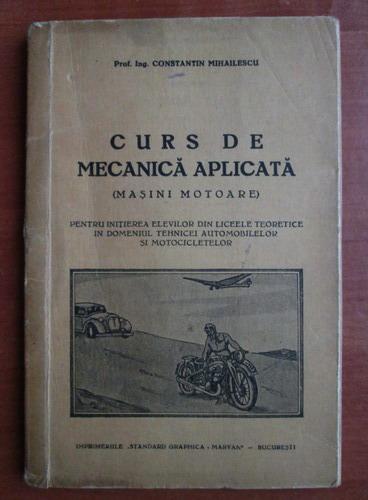 Prof. Ing. CONSTANTIN MIHAILESCU
CURS DE
MECANICĂ APLICATĂ
(MAȘINI MOTOARE)
PENTRU INIȚIEREA ELEVILOR DIN LICEELE TEORETICE
IN DOMENIUL TEHNICEI AUTOMOBILELOR
ȘI MOTOCICLETELOR
IMPRIMERIILE „STANDARD GRAFICA - MARVAN” — BUCUREȘTI